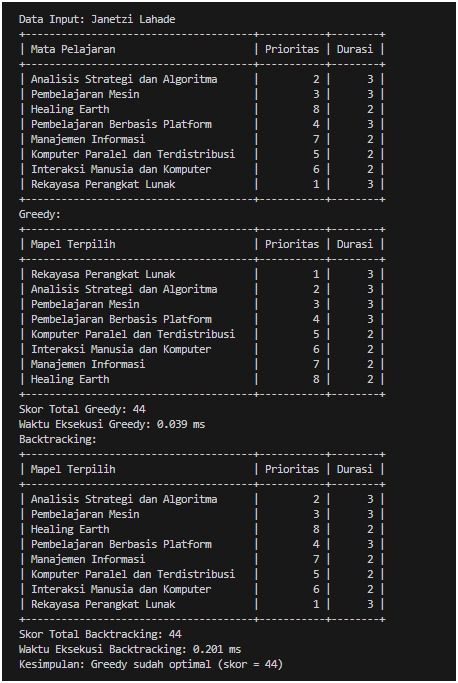 Data Input: Janetzi Lahade
+-------------------------------------+-----------+--------+
| Mata Pelajaran | Prioritas | Durasi |
+-------------------------------------+-----------+--------+
| Analisis Strategi dan Algoritma | 2 | 3 |
| Pembelajaran Mesin | 3 | 3 |
| Healing Earth | 8 | 2 |
| Pembelajaran Berbasis Platform | 4 | 3 |
| Manajemen Informasi | 7 | 2 |
| Komputer Paralel dan Terdistribusi | 5 | 2 |
| Interaksi Manusia dan Komputer | 6 | 2 |
| Rekayasa Perangkat Lunak | 1 | 3 |
+-------------------------------------+-----------+--------+
Greedy:
+-------------------------------------+-----------+--------+
| Mapel Terpilih | Prioritas | Durasi |
+-------------------------------------+-----------+--------+
| Rekayasa Perangkat Lunak | 1 | 3 |
| Analisis Strategi dan Algoritma | 2 | 3 |
| Pembelajaran Mesin | 3 | 3 |
| Pembelajaran Berbasis Platform | 4 | 3 |
| Komputer Paralel dan Terdistribusi | 5 | 2 |
| Interaksi Manusia dan Komputer | 6 | 2 |
| Manajemen Informasi | 7 | 2 |
| Healing Earth | 8 | 2 |
+-------------------------------------+-----------+--------+
Skor Total Greedy: 44
Waktu Eksekusi Greedy: 0.039 ms
Backtracking:
+-------------------------------------+-----------+--------+
| Mapel Terpilih | Prioritas | Durasi |
+-------------------------------------+-----------+--------+
| Analisis Strategi dan Algoritma | 2 | 3 |
| Pembelajaran Mesin | 3 | 3 |
| Healing Earth | 8 | 2 |
| Pembelajaran Berbasis Platform | 4 | 3 |
| Manajemen Informasi | 7 | 2 |
| Komputer Paralel dan Terdistribusi | 5 | 2 |
| Interaksi Manusia dan Komputer | 6 | 2 |
| Rekayasa Perangkat Lunak | 1 | 3 |
+-------------------------------------+-----------+--------+
Skor Total Backtracking: 44
Waktu Eksekusi Backtracking: 0.201 ms
Kesimpulan: Greedy sudah optimal (skor = 44)